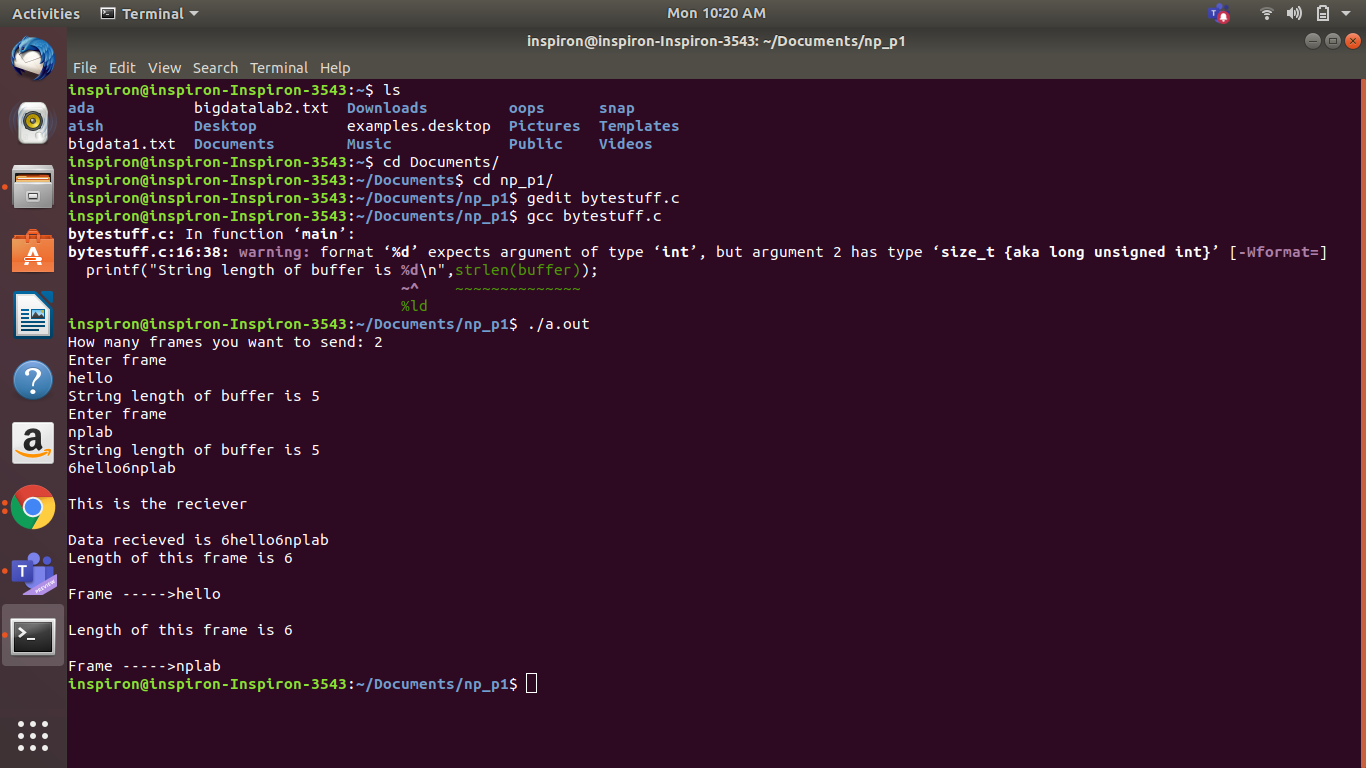 Activities Terminal Mon 10:20 AM
inspiron@inspiron-Inspiron-3543: ~/Documents/np_p1
File Edit View Search Terminal Help
inspiron@inspiron-Inspiron-3543:~$ ls
ada bigdatalab2.txt Downloads oops snap
aish Desktop examples.desktop Pictures Templates
bigdata1.txt Documents Music Public Videos
inspiron@inspiron-Inspiron-3543:~$ cd Documents/
inspiron@inspiron-Inspiron-3543:~/Documents$ cd np_p1/
inspiron@inspiron-Inspiron-3543:~/Documents/np_p1$ gedit bytestuff.c
inspiron@inspiron-Inspiron-3543:~/Documents/np_p1$ gcc bytestuff.c
bytestuff.c: In function ‘main’:
bytestuff.c:16:38: warning: format ‘%d’ expects argument of type ‘int’, but argument 2 has type ‘size_t {aka long unsigned int}’ [-Wformat=]
printf("String length of buffer is %d\n",strlen(buffer));
~^ ~~~~~~~~~~~~~~
%ld
inspiron@inspiron-Inspiron-3543:~/Documents/np_p1$ ./a.out
How many frames you want to send: 2
Enter frame
hello
String length of buffer is 5
Enter frame
nplab
String length of buffer is 5
6hello6nplab
This is the reciever
Data recieved is 6hello6nplab
Length of this frame is 6
Frame ----->hello
Length of this frame is 6
Frame ----->nplab
inspiron@inspiron-Inspiron-3543:~/Documents/np_p1$